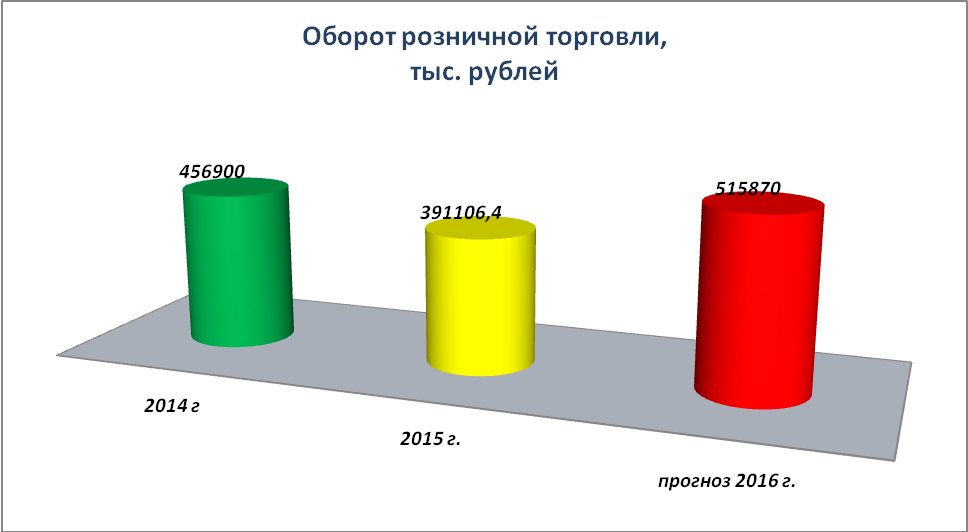 Оборот розничной торговли,
тыс. рублей
456900
391106,4
515870
2014 г
2015 г.
прогноз 2016 г.